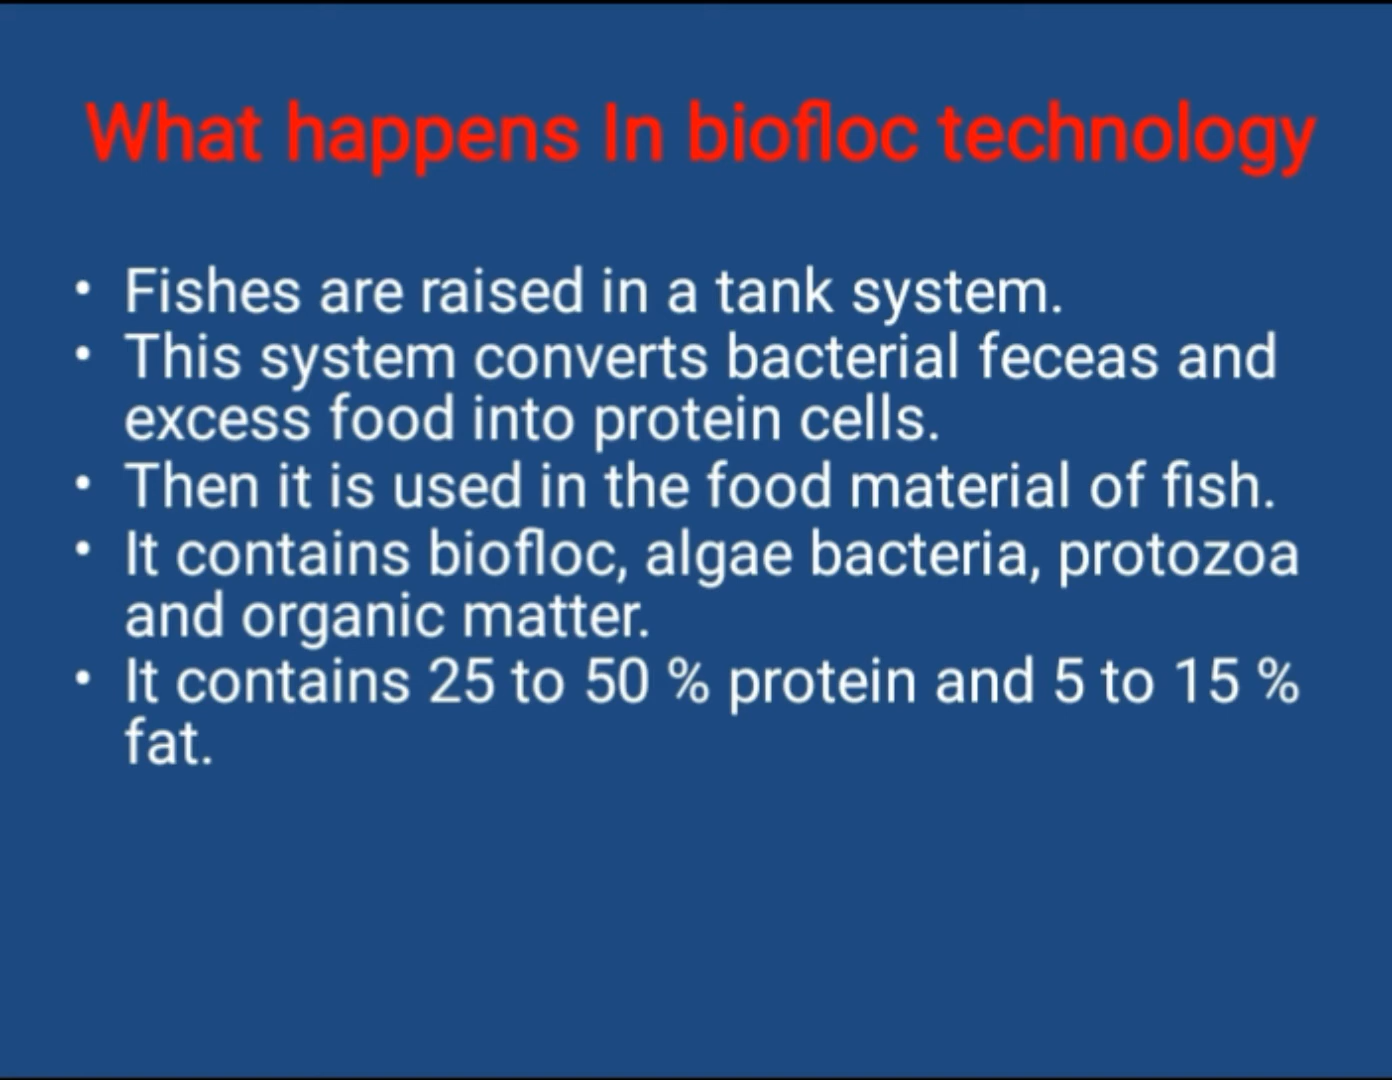 What happens In biofloc technology
• Fishes are raised in a tank system.
• This system converts bacterial feceas and
excess food into protein cells.
• Then it is used in the food material of fish.
• It contains biofloc, algae bacteria, protozoa
and organic matter.
• It contains 25 to 50 % protein and 5 to 15 %
fat.